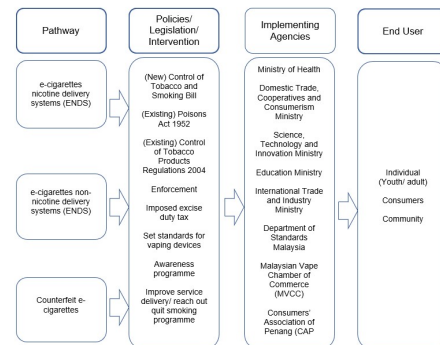 Pathway
Policies/
Legislation/
Intervention
Implementing
Agencies
End User
e-cigarettes
nicotine delivery
systems (ENDS)
e-cigarettes non-
nicotine delivery
systems (ENDS)
Counterfeit e-
cigarettes
(New) Control of
Tobacco and
Smoking Bill
(Existing) Poisons
Act 1952
(Existing) Control
of Tobacco
Products
Regulations 2004
Enforcement
Imposed excise
duty tax
Set standards for
vaping devices
Awareness
programme
Improve service
delivery/ reach out
quit smoking
programme
Ministry of Health
Domestic Trade,
Cooperatives and
Consumerism
Ministry
Science,
Technology and
Innovation Ministry
Education Ministry
International Trade
and Industry
Ministry
Department of
Standards
Malaysia
Malaysian Vape
Chamber of
Commerce
(MVCC)
Consumers'
Association of
Penang (CAP
Individual
(Youth/ adult)
Consumers
Community